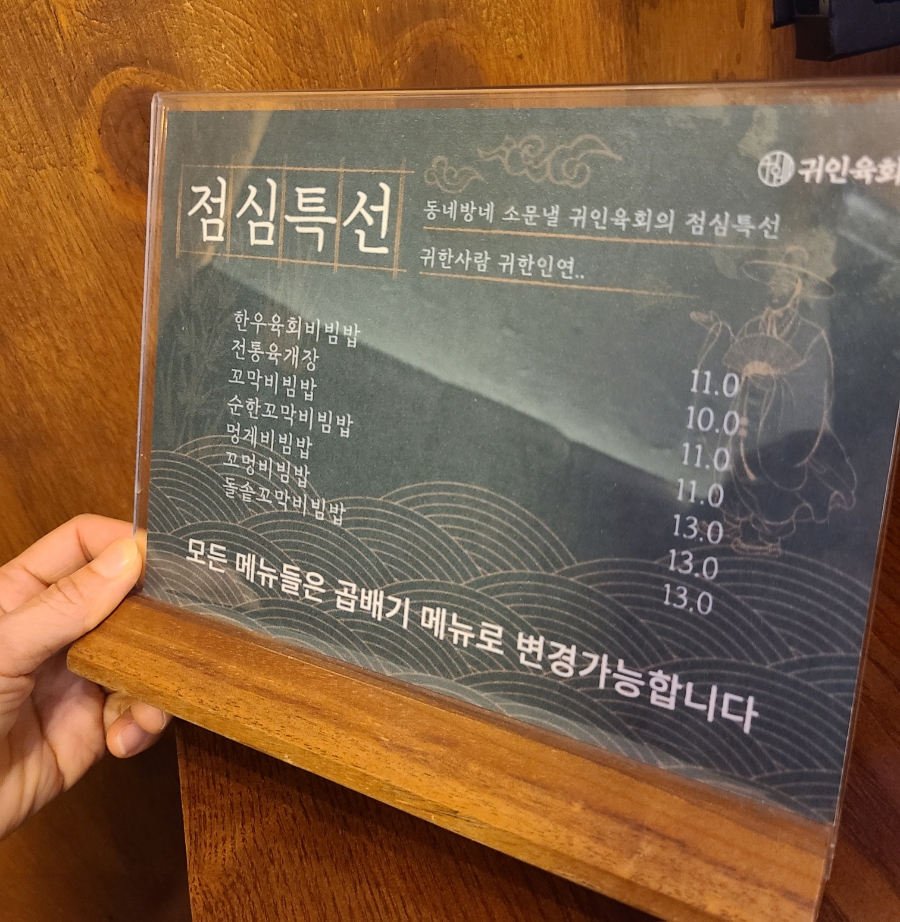 귀인육회
점심특선
동네방네 소문낼 귀인육회의 점심특선
귀한사람 귀한인연..
한우육회비빔밥 11.0
전통육개장 10.0
꼬막비빔밥 11.0
순한꼬막비빔밥 11.0
멍게비빔밥 13.0
꼬멍비빔밥 13.0
돌솥꼬막비빔밥 13.0
모든 메뉴들은 곱배기 메뉴로 변경가능합니다